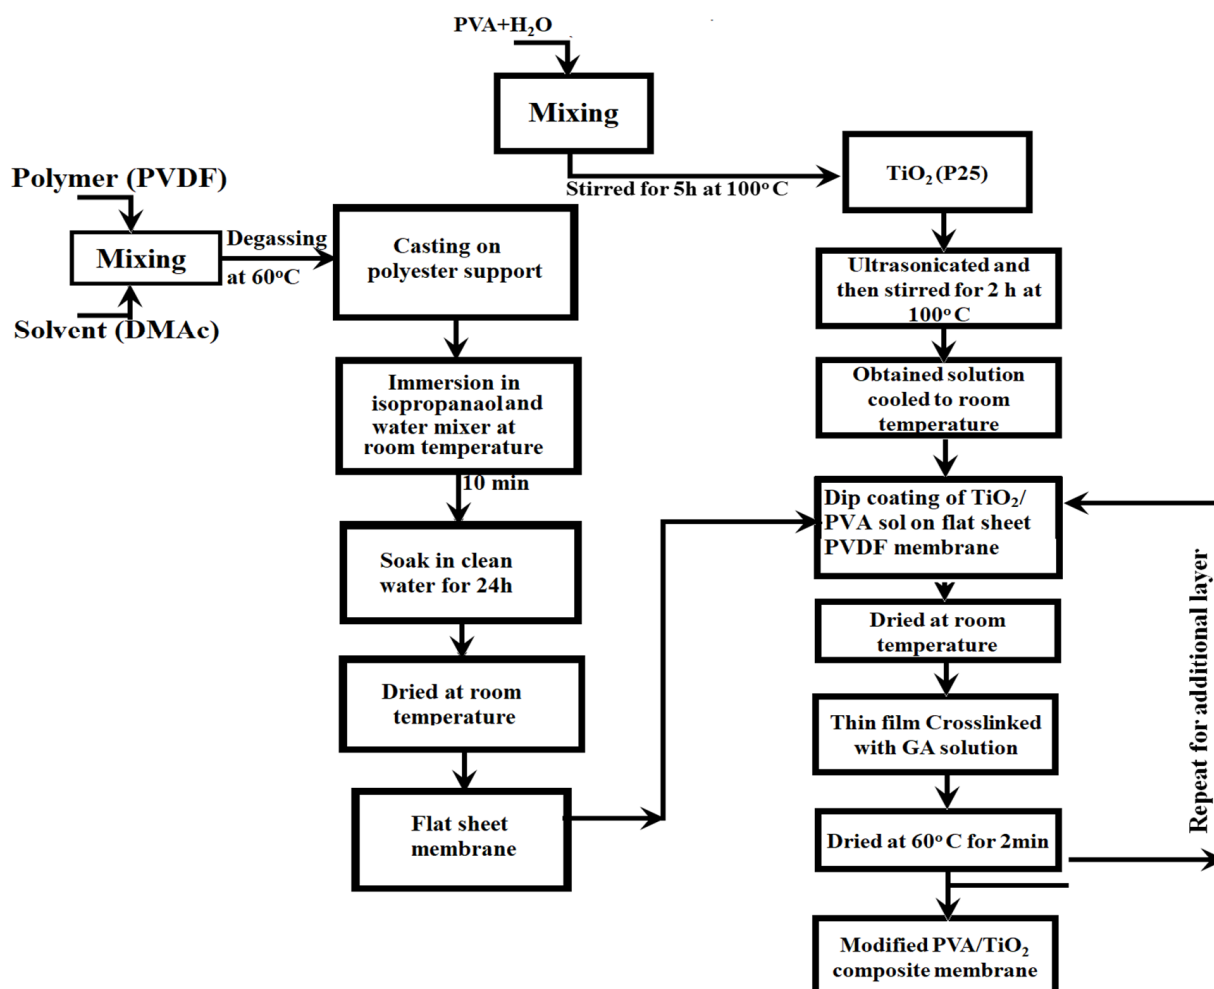 PVA+H₂O
Mixing
Stirred for 5h at 100°C
TiO₂ (P25)
Polymer (PVDF)
Mixing
Solvent (DMAc)
Degassing
at 60°C
Casting on
polyester support
Immersion in
isopropanaol and
water mixer at
room temperature
10 min
Soak in clean
water for 24h
Dried at room
temperature
Flat sheet
membrane
Ultrasonicated and
then stirred for 2 h at
100°C
Obtained solution
cooled to room
temperature
Dip coating of TiO₂/
PVA sol on flat sheet
PVDF membrane
Dried at room
temperature
Thin film Crosslinked
with GA solution
Dried at 60°C for 2min
Modified PVA/TiO₂
composite membrane
Repeat for additional layer